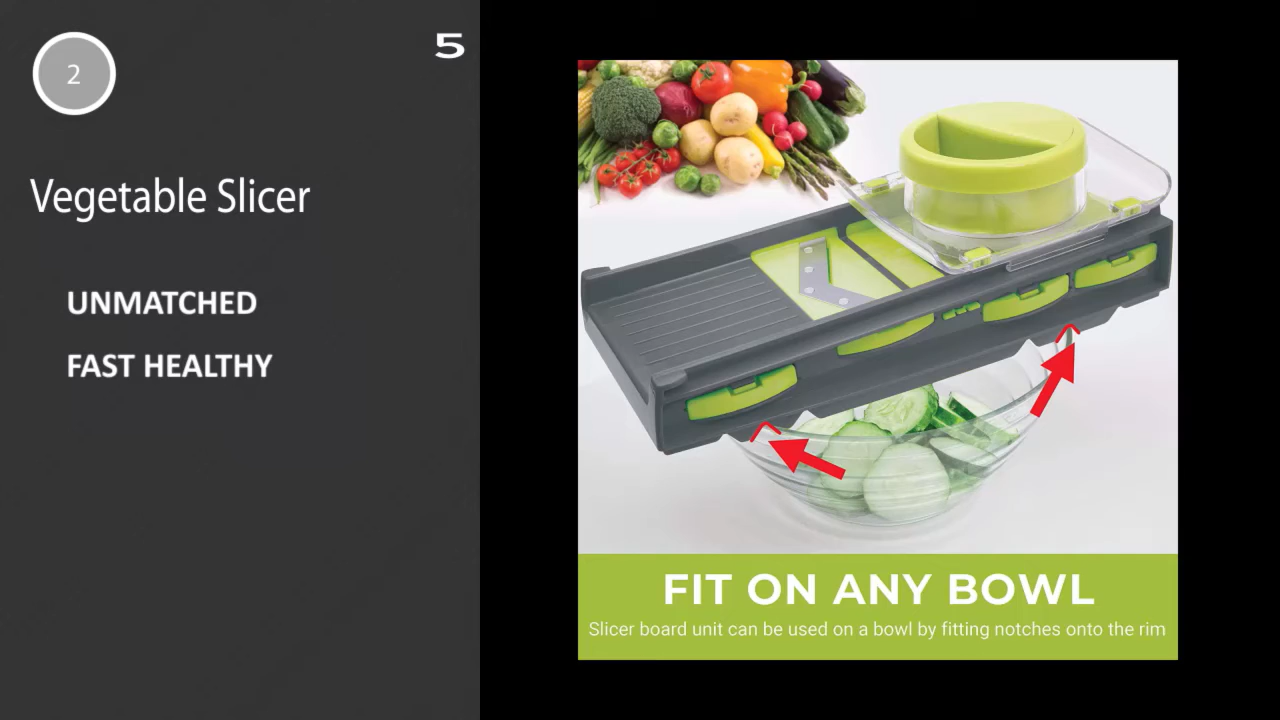 2
5
Vegetable Slicer
UNMATCHED
FAST HEALTHY
FIT ON ANY BOWL
Slicer board unit can be used on a bowl by fitting notches onto the rim